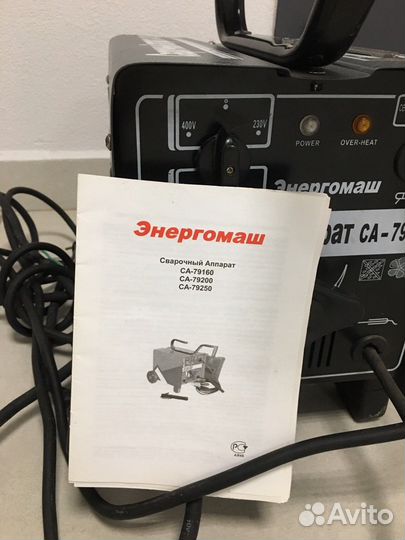 400V
230V
POWER
OVER-HEAT
Энергомаш
рат СА-79
Энергомаш
Сварочный Аппарат
СА-79160
СА-79200
СА-79250
Avito